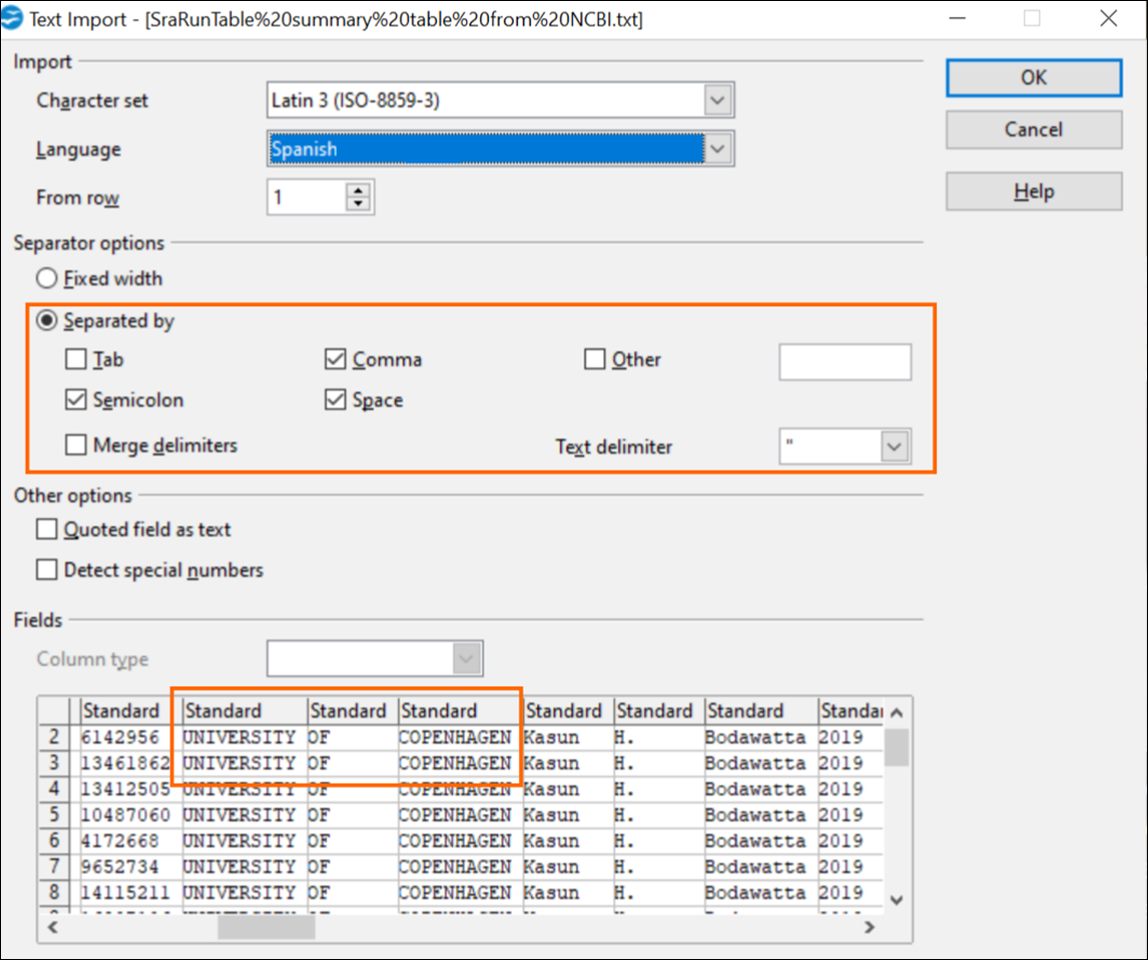 Text Import - [SraRunTable%20summary%20table%20from%20NCBI.txt]
Import
Character set Latin 3 (ISO-8859-3)
OK
Language Spanish
Cancel
From row 1
Help
Separator options
Fixed width
Separated by
Tab Comma Other
Semicolon Space
Merge delimiters Text delimiter "
Other options
Quoted field as text
Detect special numbers
Fields
Column type
Standard Standard Standard Standard Standard Standard Standard Standar
2 6142956 UNIVERSITY OF COPENHAGEN Kasun H. Bodawatta 2019
3 13461862 UNIVERSITY OF COPENHAGEN Kasun H. Bodawatta 2019
4 13412505 UNIVERSITY OF COPENHAGEN Kasun H. Bodawatta 2019
5 10487060 UNIVERSITY OF COPENHAGEN Kasun H. Bodawatta 2019
6 4172668 UNIVERSITY OF COPENHAGEN Kasun H. Bodawatta 2019
7 9652734 UNIVERSITY OF COPENHAGEN Kasun H. Bodawatta 2019
8 14115211 UNIVERSITY OF COPENHAGEN Kasun H. Bodawatta 2019